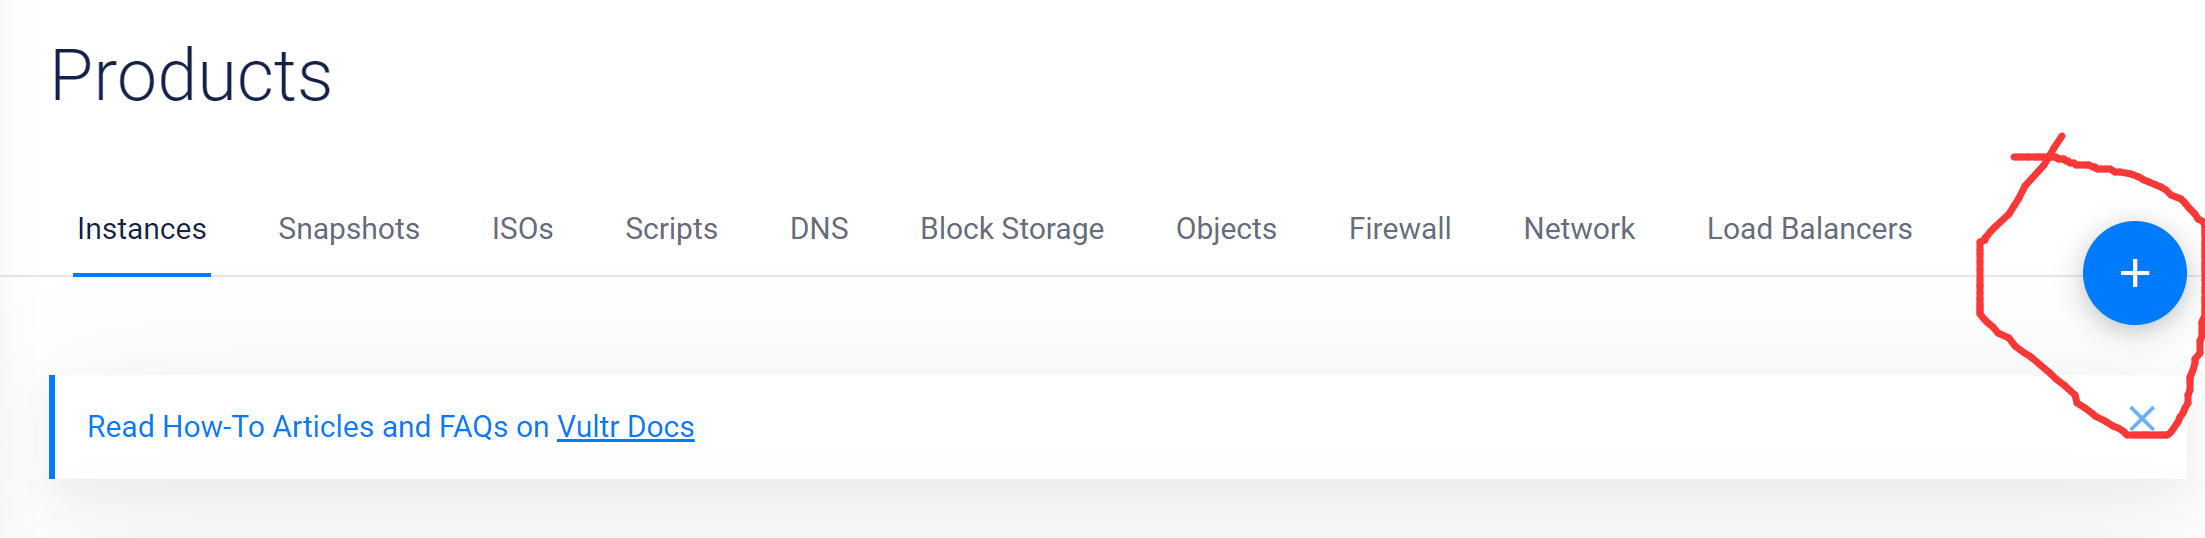 Products
Instances Snapshots ISOs Scripts DNS Block Storage Objects Firewall Network Load Balancers
Read How-To Articles and FAQs on Vultr Docs